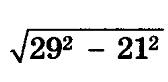 √29² − 21²